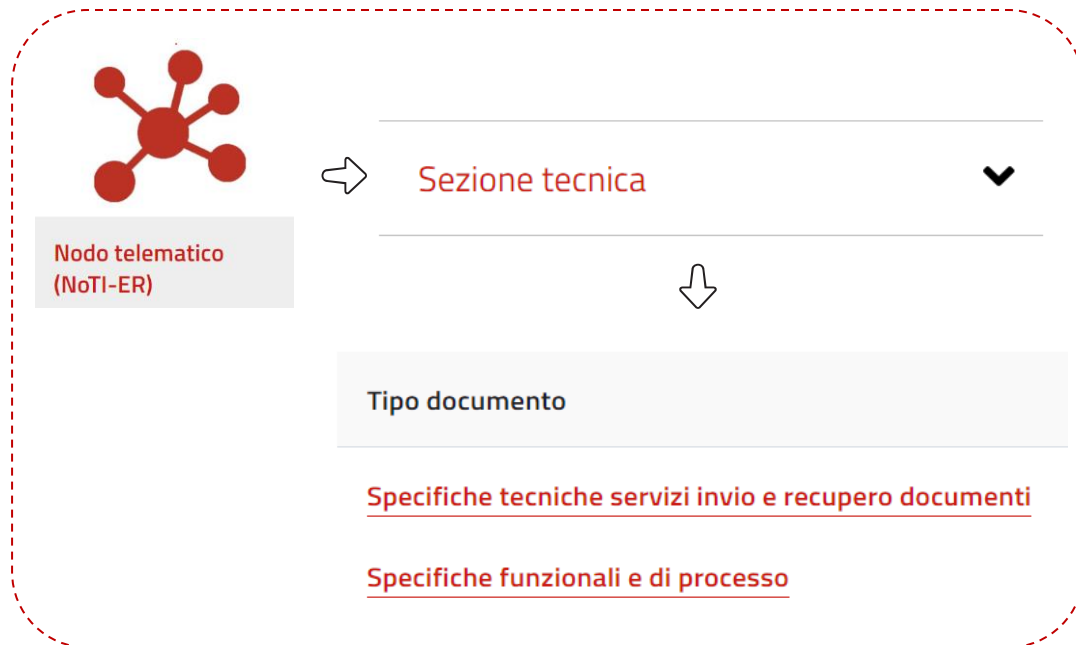 Nodo telematico
(NoTI-ER)
Sezione tecnica
Tipo documento
Specifiche tecniche servizi invio e recupero documenti
Specifiche funzionali e di processo